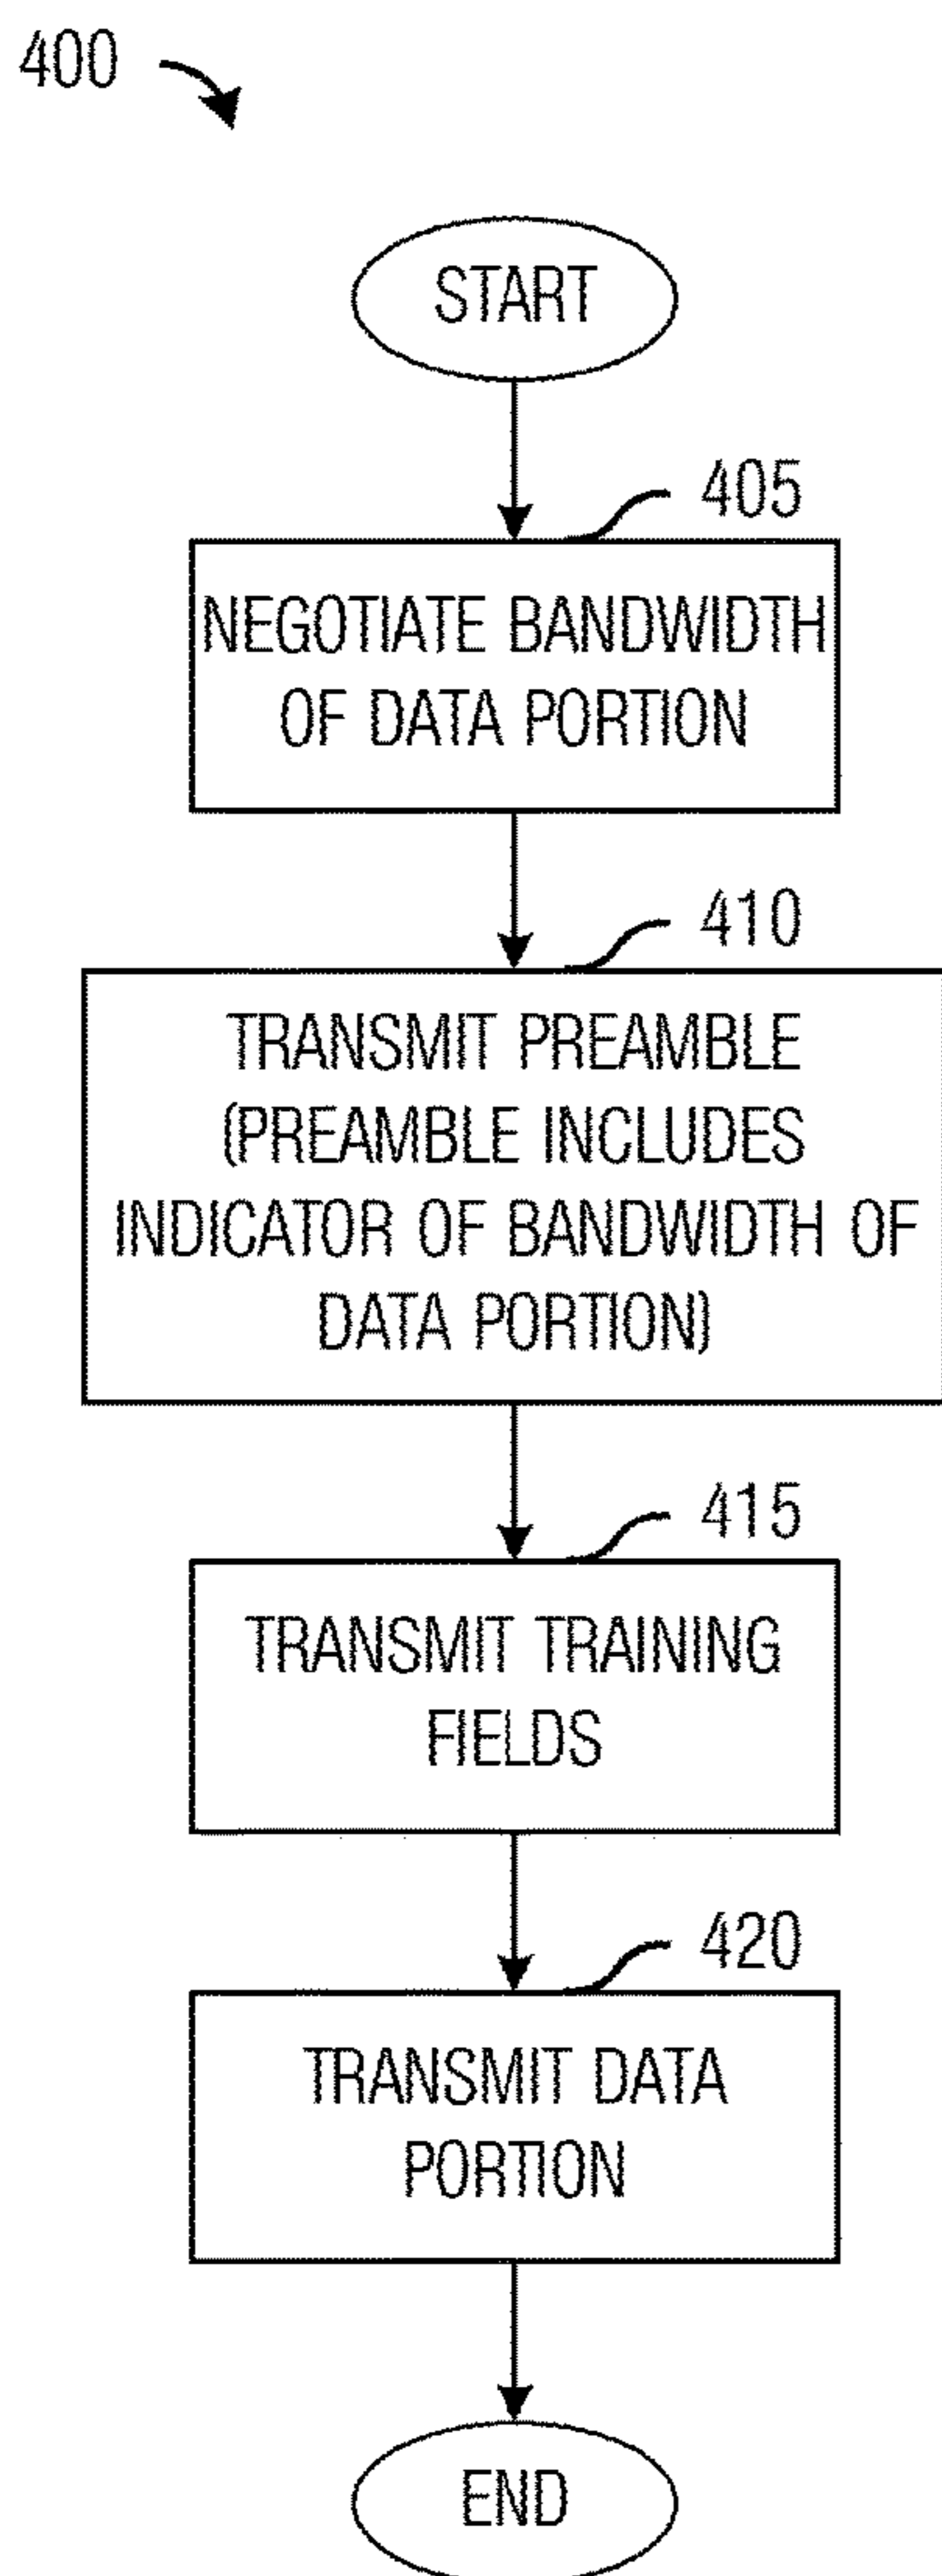 400
START
405
NEGOTIATE BANDWIDTH
OF DATA PORTION
410
TRANSMIT PREAMBLE
(PREAMBLE INCLUDES
INDICATOR OF BANDWIDTH OF
DATA PORTION)
415
TRANSMIT TRAINING
FIELDS
420
TRANSMIT DATA
PORTION
END